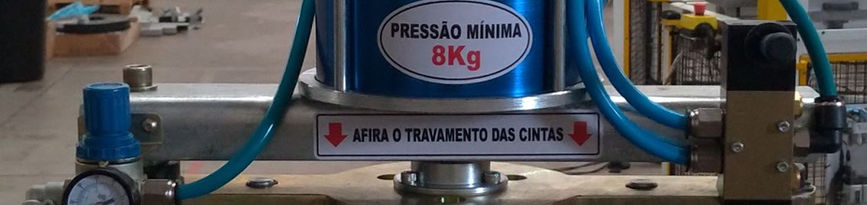 PRESSÃO MÍNIMA
8Kg
AFIRA O TRAVAMENTO DAS CINTAS